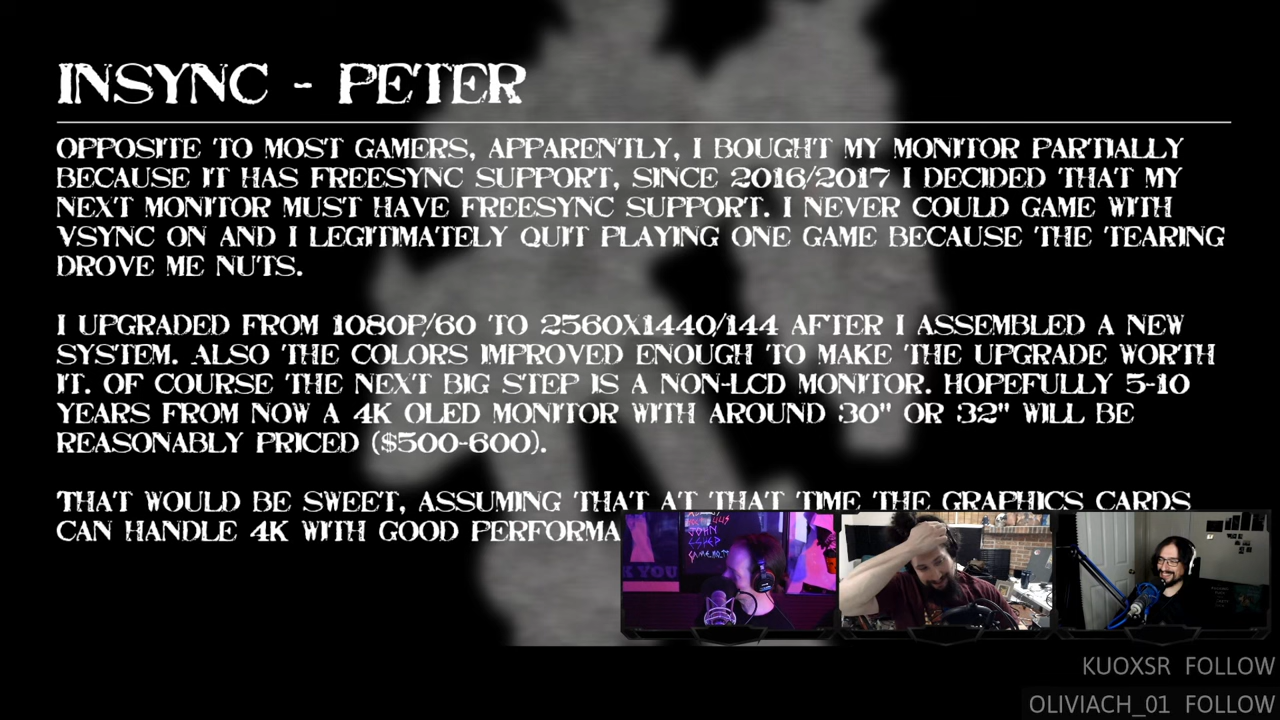 INSYNC - PETER
OPPOSITE TO MOST GAMERS, APPARENTLY, I BOUGHT MY MONITOR PARTIALLY
BECAUSE IT HAS FREESYNC SUPPORT, SINCE 2016/2017 I DECIDED THAT MY
NEXT MONITOR MUST HAVE FREESYNC SUPPORT. I NEVER COULD GAME WITH
VSYNC ON AND I LEGITIMATELY QUIT PLAYING ONE GAME BECAUSE THE TEARING
DROVE ME NUTS.
I UPGRADED FROM 1080P/60 TO 2560X1440/144 AFTER I ASSEMBLED A NEW
SYSTEM. ALSO THE COLORS IMPROVED ENOUGH TO MAKE THE UPGRADE WORTH
IT. OF COURSE THE NEXT BIG STEP IS A NON-LCD MONITOR. HOPEFULLY 5-10
YEARS FROM NOW A 4K OLED MONITOR WITH AROUND 30" OR 32" WILL BE
REASONABLY PRICED ($500-600).
THAT WOULD BE SWEET, ASSUMING THAT AT THAT TIME THE GRAPHICS CARDS
CAN HANDLE 4K WITH GOOD PERFORMA
JOHN
K YOU
KUOXSR FOLLOW
OLIVIACH_01 FOLLOW